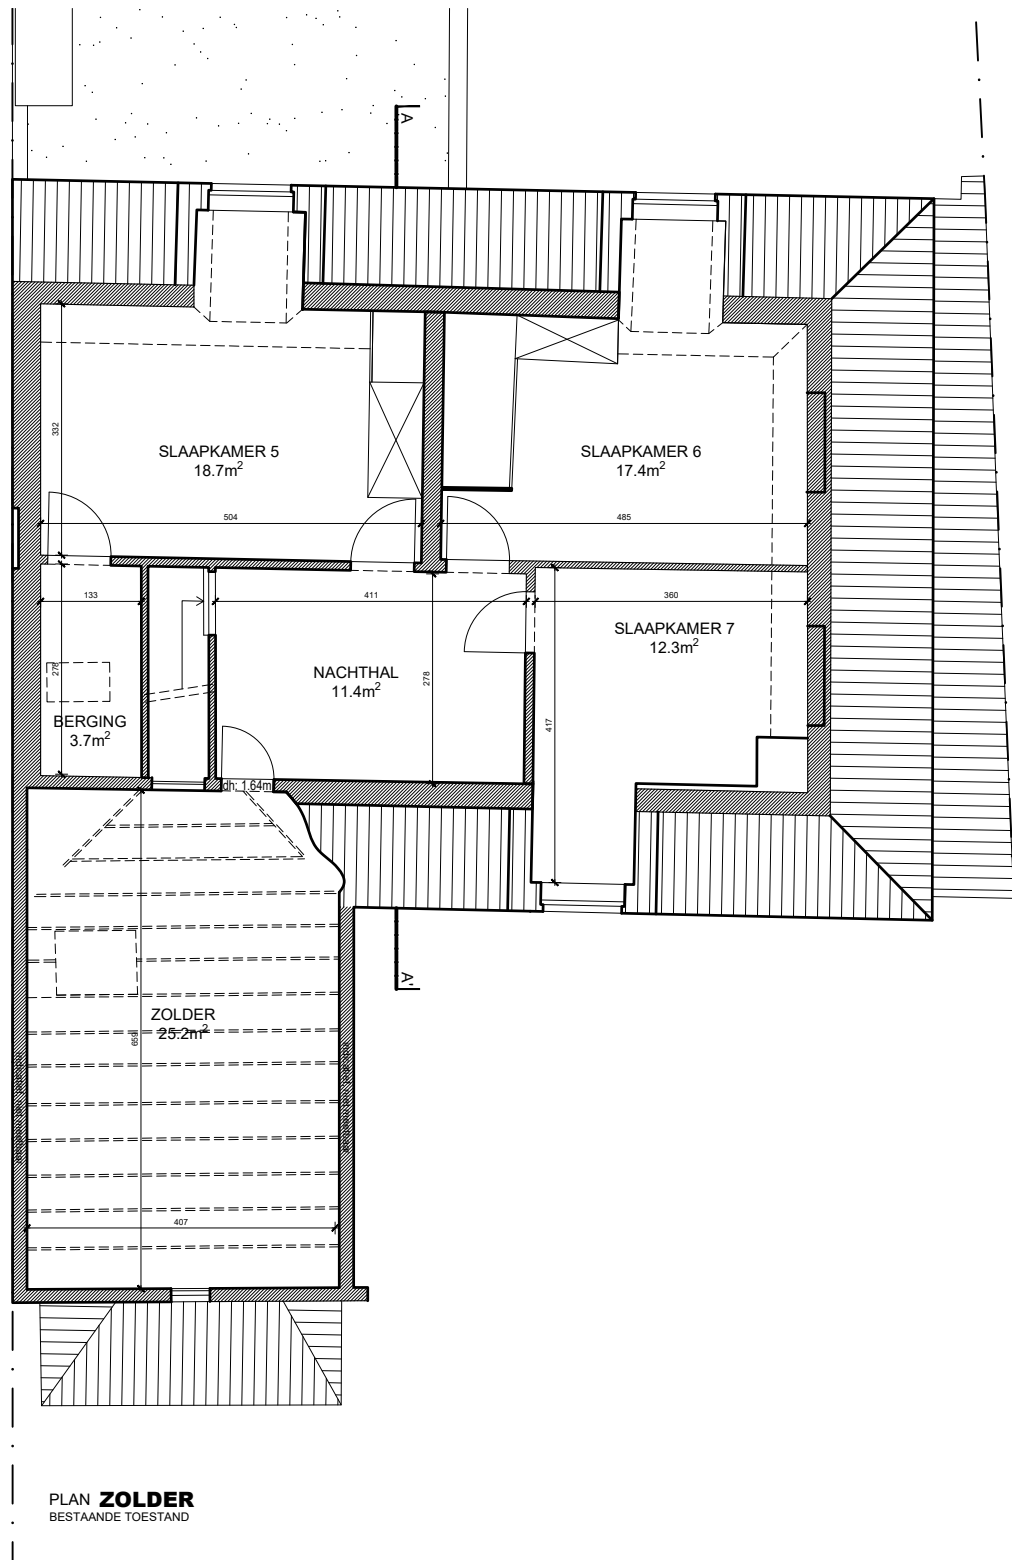 A
332
SLAAPKAMER 5
18.7m²
SLAAPKAMER 6
17.4m²
504
485
133
411
360
SLAAPKAMER 7
12.3m²
NACHTHAL
11.4m²
278
278
417
BERGING
3.7m²
dh: 1.64m
A'
ZOLDER
25.2m²
659
407
PLAN ZOLDER
BESTAANDE TOESTAND